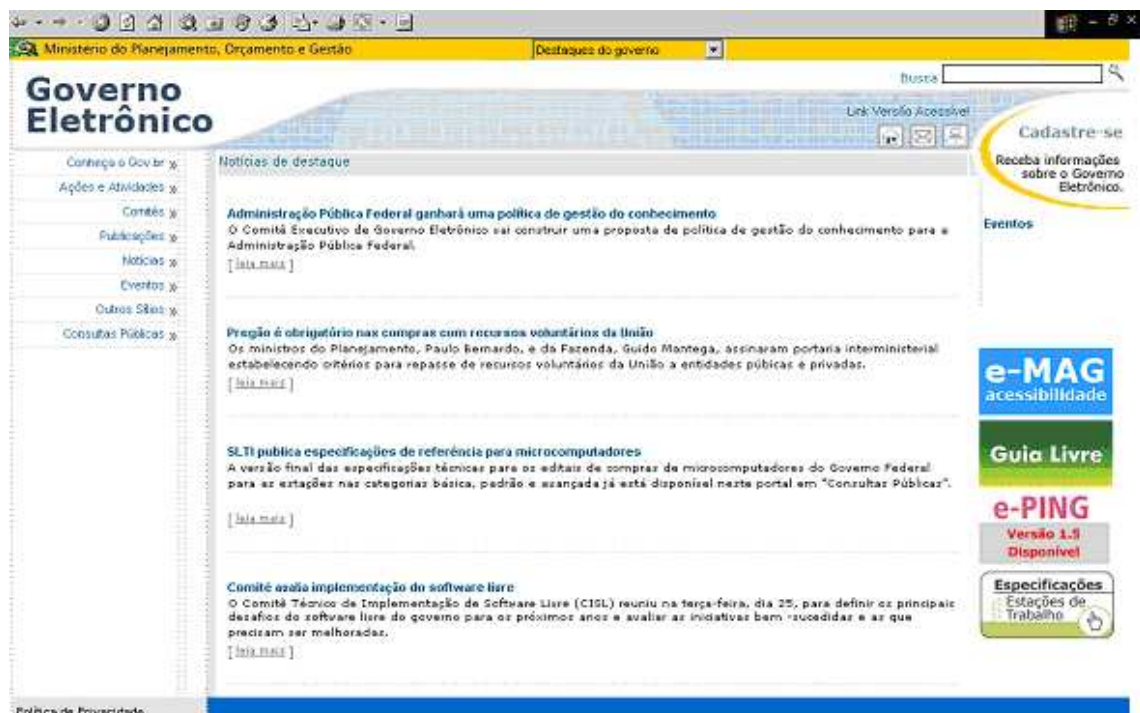 Ministério do Planejamento, Orçamento e Gestão
Destaques do governo
Busca
Governo
Eletrônico
Link Versão Acessível
Cadastre-se
Receba informações
sobre o Governo
Eletrônico.
Conheça o Gov.br »
Ações e Atividades »
Comitês »
Publicações »
Notícias »
Eventos »
Outros Sítios »
Consultas Públicas »
Notícias de destaque
Administração Pública Federal ganhará uma política de gestão do conhecimento
O Comitê Executivo de Governo Eletrônico vai construir uma proposta de política de gestão do conhecimento para a
Administração Pública Federal.
[ leia mais ]
Pregão é obrigatório nas compras com recursos voluntários da União
Os ministros do Planejamento, Paulo Bernardo, e da Fazenda, Guido Mantega, assinaram portaria interministerial
estabelecendo critérios para repasse de recursos voluntários da União a entidades púbicas e privadas.
[ leia mais ]
SLTI publica especificações de referência para microcomputadores
A versão final das especificações técnicas para os editais de compras de microcomputadores do Governo Federal
para as estações nas categorias básica, padrão e avançada já está disponível neste portal em "Consultas Públicas".
[ leia mais ]
Comitê avalia implementação do software livre
O Comitê Técnico de Implementação de Software Livre (CISL) reuniu na terça-feira, dia 25, para definir os principais
desafios do software livre do governo para os próximos anos e avaliar as iniciativas bem -sucedidas e as que
precisam ser melhoradas.
[ leia mais ]
Eventos
e-MAG
acessibilidade
Guia Livre
e-PING
Versão 1.5
Disponível
Especificações
Estações de
Trabalho
Política de Privacidade